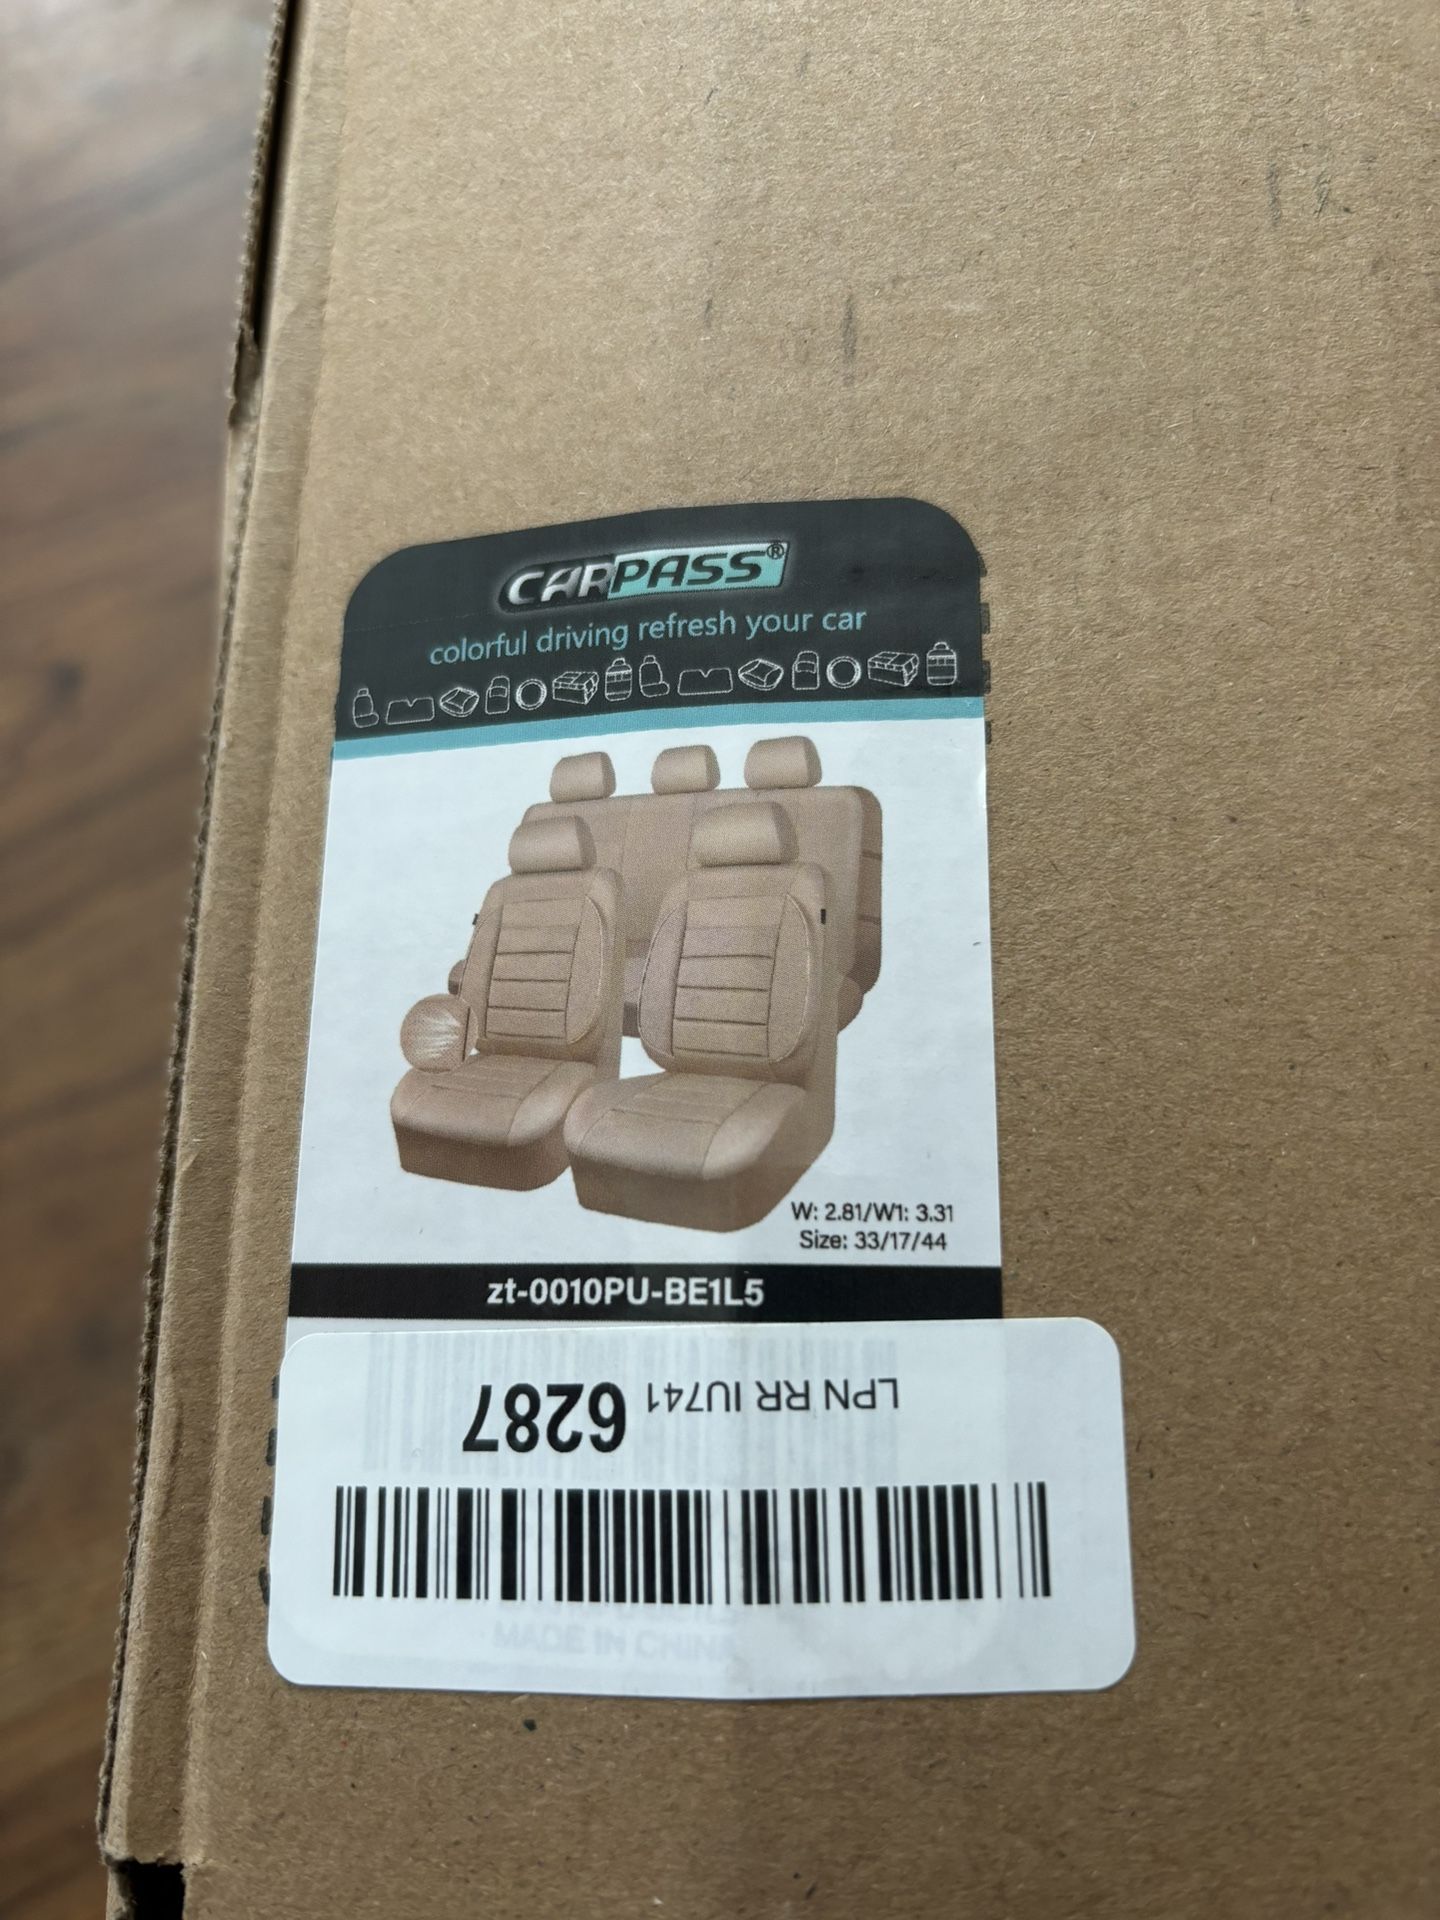 CARPASS®
colorful driving refresh your car
W: 2.81/W1: 3.31
Size: 33/17/44
zt-0010PU-BE1L5
LPN RR IU741 6287
MADE IN CHINA